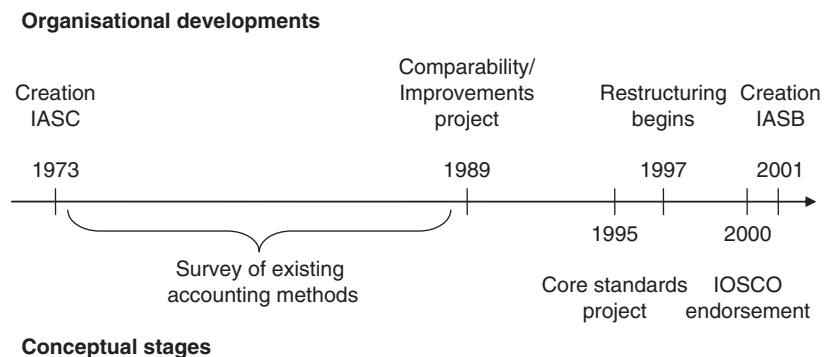 Organisational developments
Creation
IASC
Comparability/
Improvements
project
Restructuring
begins
Creation
IASB
1973
1989
1997
2001
1995
2000
Survey of existing
accounting methods
Core standards
project
IOSCO
endorsement
Conceptual stages